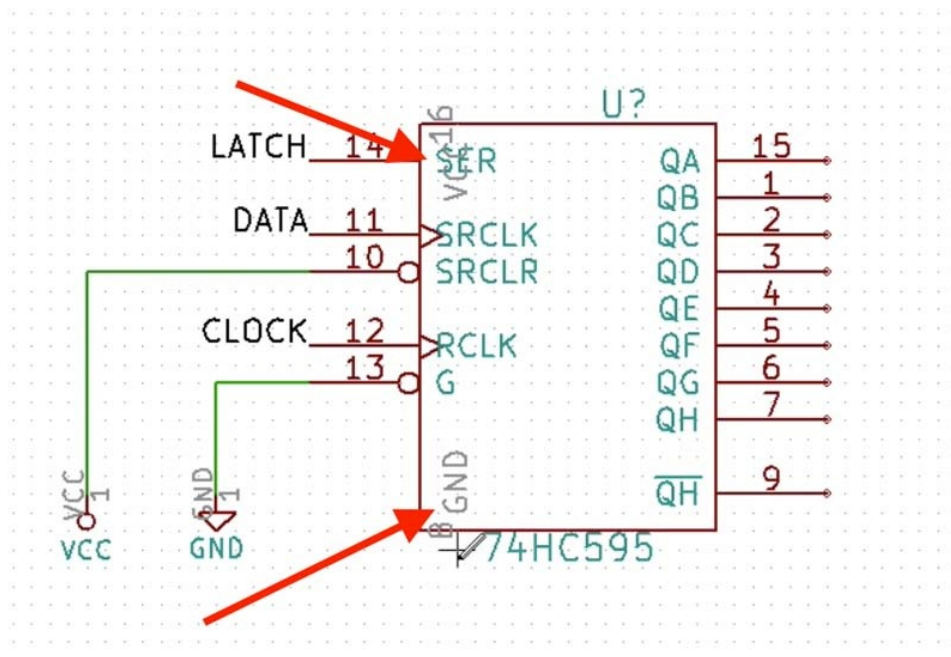 U?
LATCH 14 SER
VCC 16
QA 15
QB 1
DATA 11 SRCLK
QC 2
10 SRCLR
QD 3
QE 4
CLOCK 12 RCLK
QF 5
13 G
QG 6
QH 7
QH 9
GND 8
VCC 1
VCC
GND 1
GND
74HC595